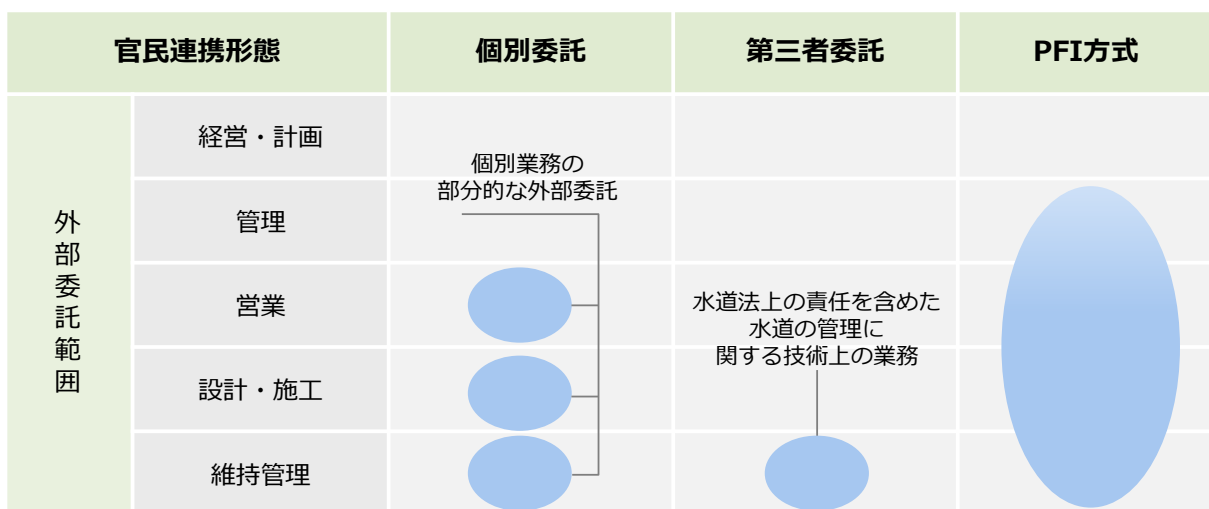 官民連携形態
個別委託
第三者委託
PFI方式
外部委託範囲
経営・計画
個別業務の
部分的な外部委託
管理
営業
水道法上の責任を含めた
水道の管理に
関する技術上の業務
設計・施工
維持管理